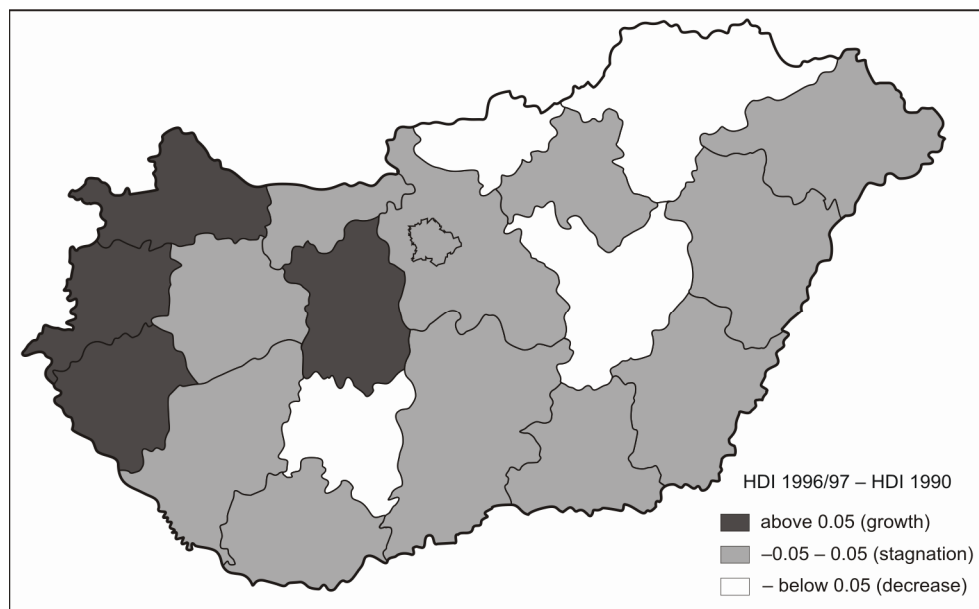 HDI 1996/97 – HDI 1990
above 0.05 (growth)
–0.05 – 0.05 (stagnation)
– below 0.05 (decrease)